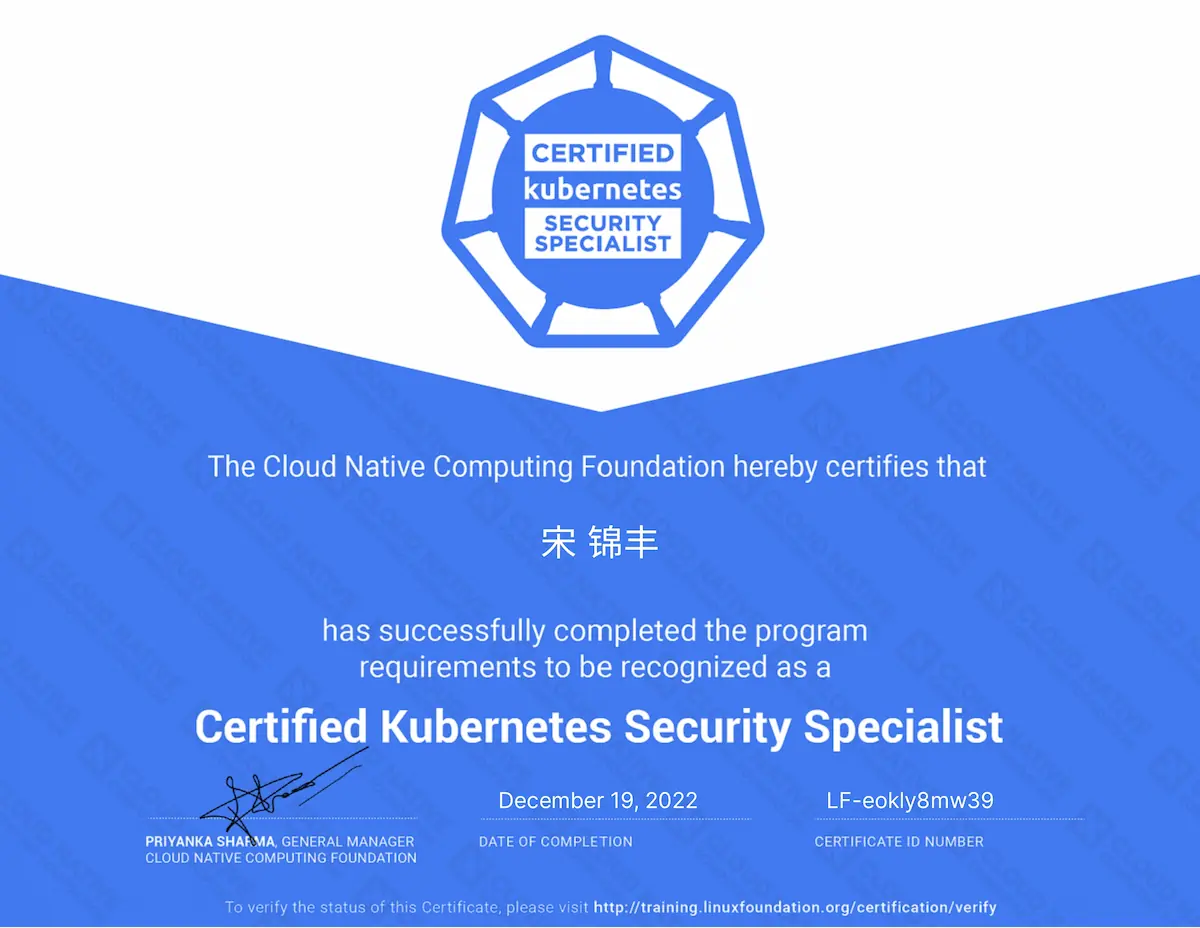 CERTIFIED
kubernetes
SECURITY
SPECIALIST
The Cloud Native Computing Foundation hereby certifies that
宋 锦丰
has successfully completed the program
requirements to be recognized as a
Certified Kubernetes Security Specialist
December 19, 2022
LF-eokly8mw39
PRIYANKA SHARMA, GENERAL MANAGER
CLOUD NATIVE COMPUTING FOUNDATION
DATE OF COMPLETION
CERTIFICATE ID NUMBER
To verify the status of this Certificate, please visit http://training.linuxfoundation.org/certification/verify